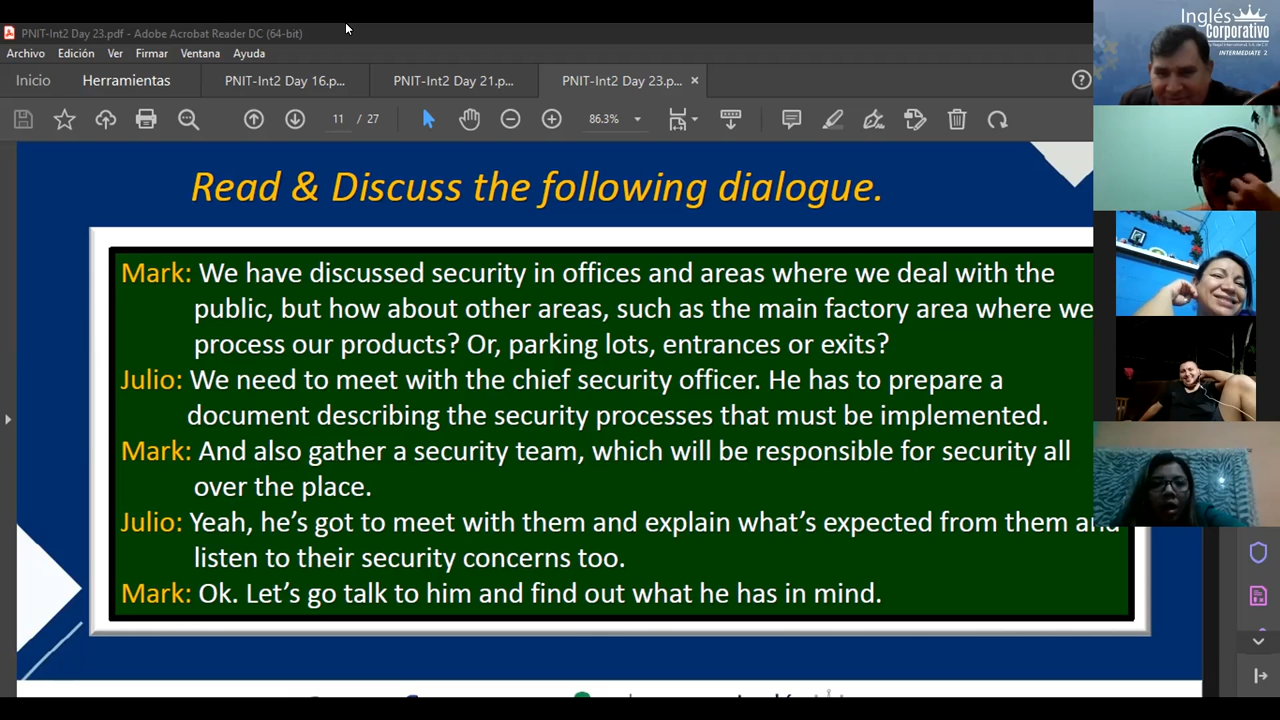 PNIT-Int2 Day 23.pdf - Adobe Acrobat Reader DC (64-bit)
Archivo Edición Ver Firmar Ventana Ayuda
Inicio Herramientas PNIT-Int2 Day 16.p... PNIT-Int2 Day 21.p... PNIT-Int2 Day 23.p...
11 / 27 86.3%
Inglés
Corporativo
INTERMEDIATE 2
Read & Discuss the following dialogue.
Mark: We have discussed security in offices and areas where we deal with the
public, but how about other areas, such as the main factory area where we
process our products? Or, parking lots, entrances or exits?
Julio: We need to meet with the chief security officer. He has to prepare a
document describing the security processes that must be implemented.
Mark: And also gather a security team, which will be responsible for security all
over the place.
Julio: Yeah, he's got to meet with them and explain what's expected from them and
listen to their security concerns too.
Mark: Ok. Let's go talk to him and find out what he has in mind.